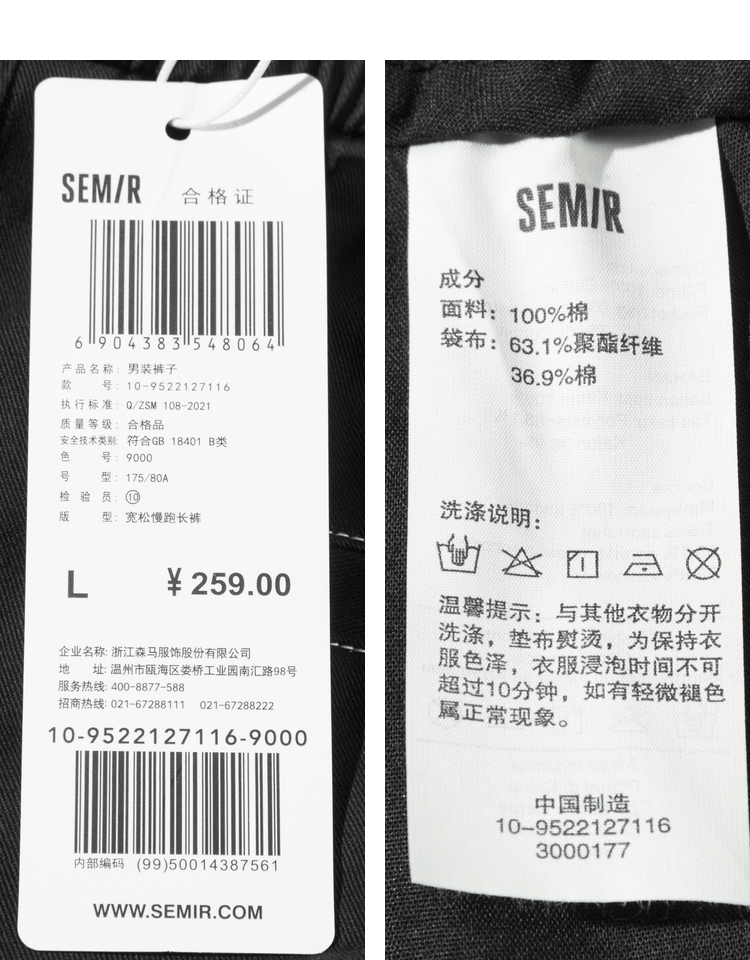 SEMIR 合格证
6 904383 548064
产品名称: 男装裤子
款 号: 10-9522127116
执行标准: Q/ZSM 108-2021
质量等级: 合格品
安全技术类别: 符合GB 18401 B类
色 号: 9000
号 型: 175/80A
检 验 员: ⑩
版 型: 宽松慢跑长裤
L ¥259.00
企业名称: 浙江森马服饰股份有限公司
地 址: 温州市瓯海区娄桥工业园南汇路98号
服务热线: 400-8877-588
招商热线: 021-67288111 021-67288222
10-9522127116-9000
内部编码 (99)50014387561
WWW.SEMIR.COM
SEMIR
成分
面料: 100%棉
袋布: 63.1%聚酯纤维
36.9%棉
洗涤说明:
温馨提示: 与其他衣物分开
洗涤, 垫布熨烫, 为保持衣
服色泽, 衣服浸泡时间不可
超过10分钟, 如有轻微褪色
属正常现象。
中国制造
10-9522127116
3000177